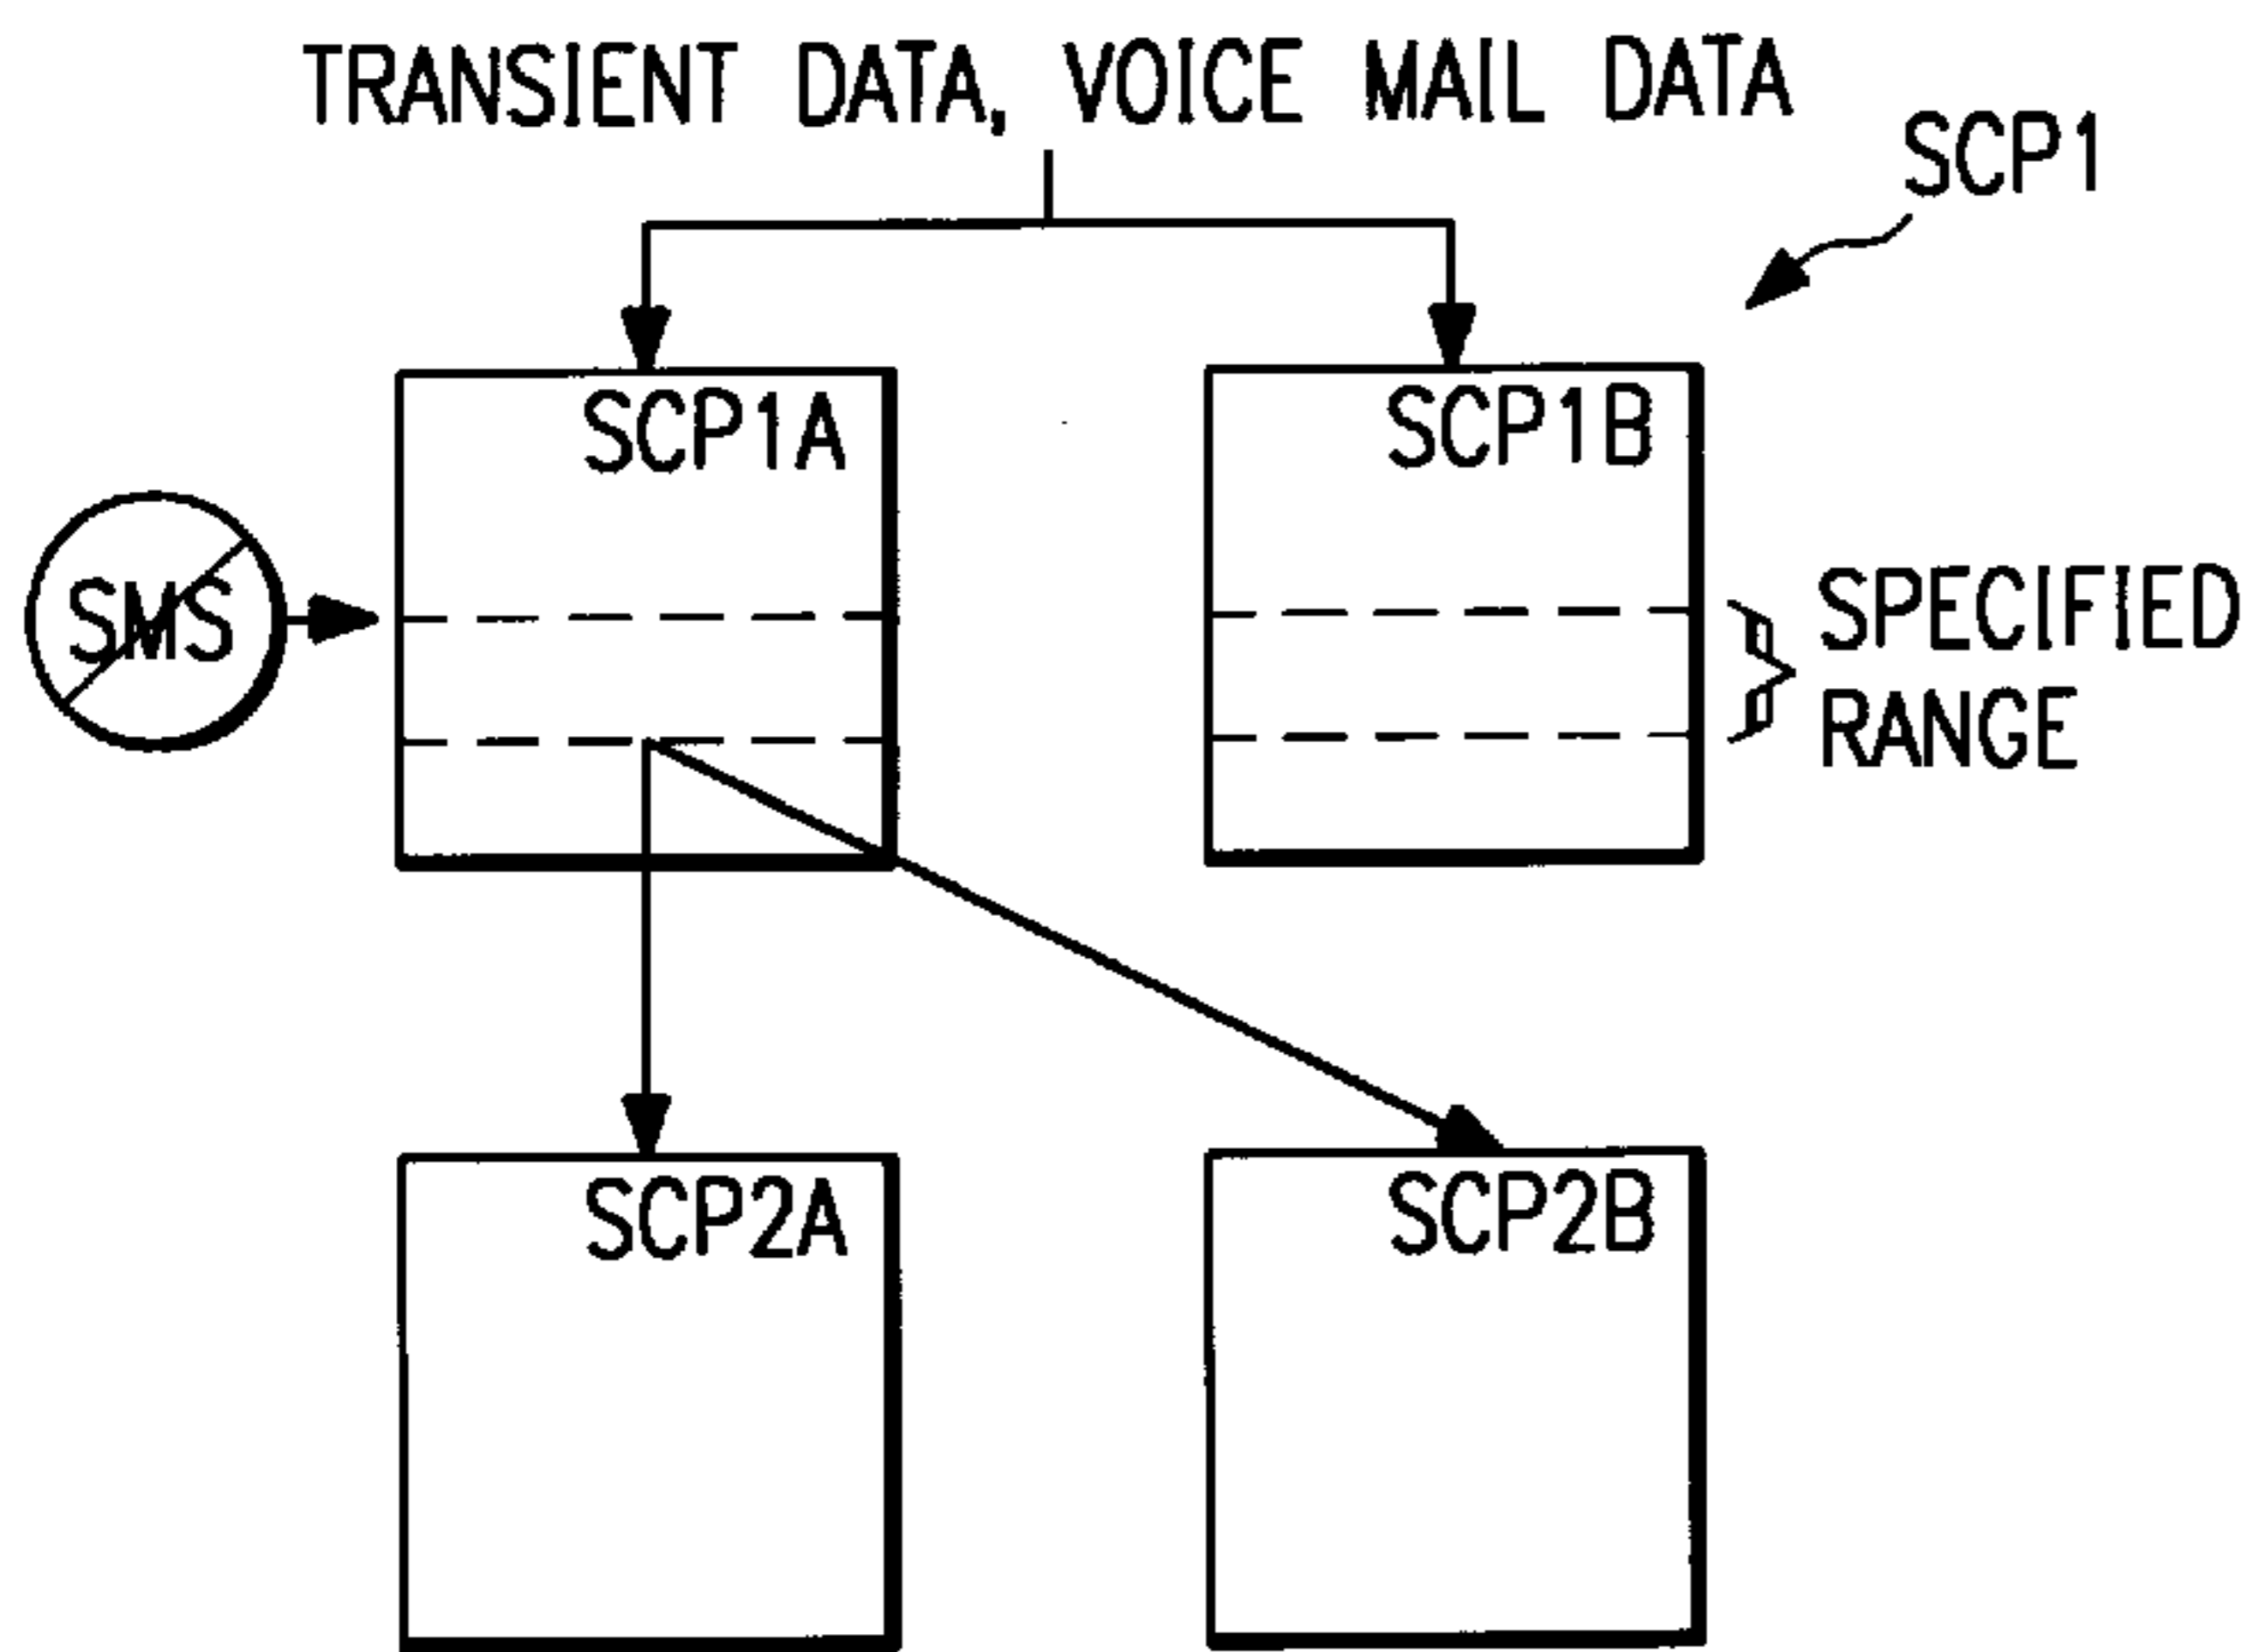 TRANSIENT DATA, VOICE MAIL DATA
SCP1
SCP1A
SCP1B
SMS
SPECIFIED
RANGE
SCP2A
SCP2B